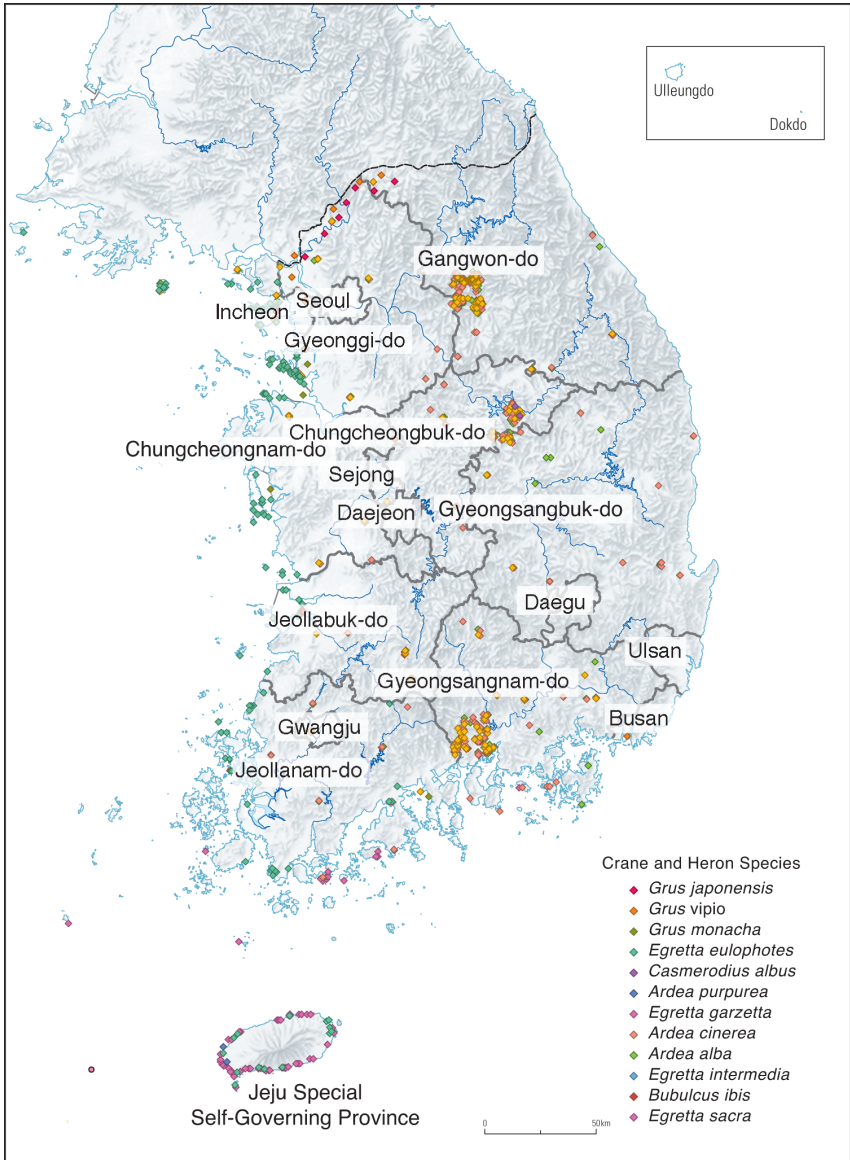 Ulleungdo
Dokdo
Gangwon-do
Seoul
Incheon
Gyeonggi-do
Chungcheongbuk-do
Chungcheongnam-do
Sejong
Daejeon
Gyeongsangbuk-do
Daegu
Jeollabuk-do
Ulsan
Gyeongsangnam-do
Busan
Gwangju
Jeollanam-do
Crane and Heron Species
Grus japonensis
Grus vipio
Grus monacha
Egretta eulophotes
Casmerodius albus
Ardea purpurea
Egretta garzetta
Ardea cinerea
Ardea alba
Egretta intermedia
Bubulcus ibis
Egretta sacra
Jeju Special
Self-Governing Province
0 50km